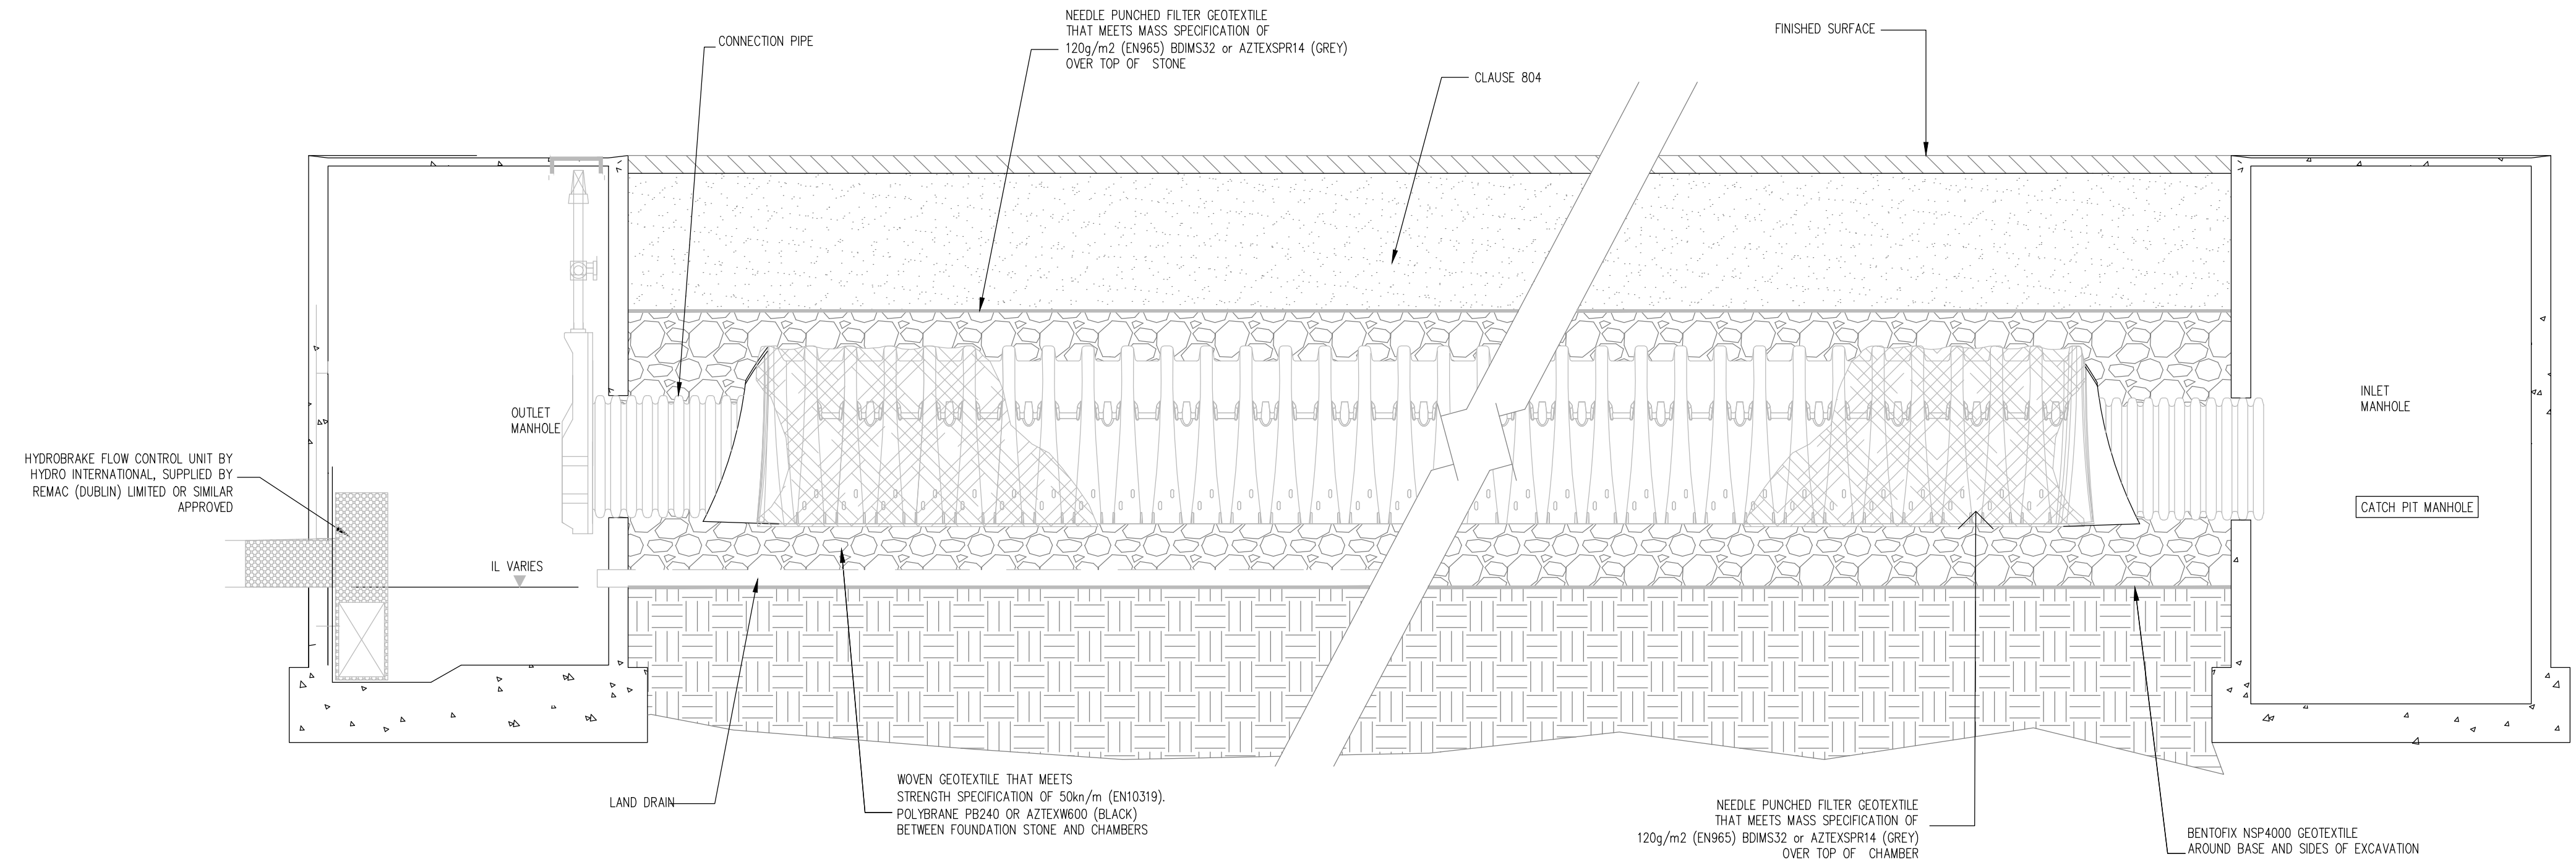 NEEDLE PUNCHED FILTER GEOTEXTILE
THAT MEETS MASS SPECIFICATION OF
120g/m2 (EN965) BDIMS32 or AZTEXSPR14 (GREY)
OVER TOP OF STONE
CONNECTION PIPE
FINISHED SURFACE
CLAUSE 804
OUTLET
MANHOLE
INLET
MANHOLE
HYDROBRAKE FLOW CONTROL UNIT BY
HYDRO INTERNATIONAL, SUPPLIED BY
REMAC (DUBLIN) LIMITED OR SIMILAR
APPROVED
CATCH PIT MANHOLE
IL VARIES
LAND DRAIN
WOVEN GEOTEXTILE THAT MEETS
STRENGTH SPECIFICATION OF 50kn/m (EN10319).
POLYBRANE PB240 OR AZTEXW600 (BLACK)
BETWEEN FOUNDATION STONE AND CHAMBERS
NEEDLE PUNCHED FILTER GEOTEXTILE
THAT MEETS MASS SPECIFICATION OF
120g/m2 (EN965) BDIMS32 or AZTEXSPR14 (GREY)
OVER TOP OF CHAMBER
BENTOFIX NSP4000 GEOTEXTILE
AROUND BASE AND SIDES OF EXCAVATION